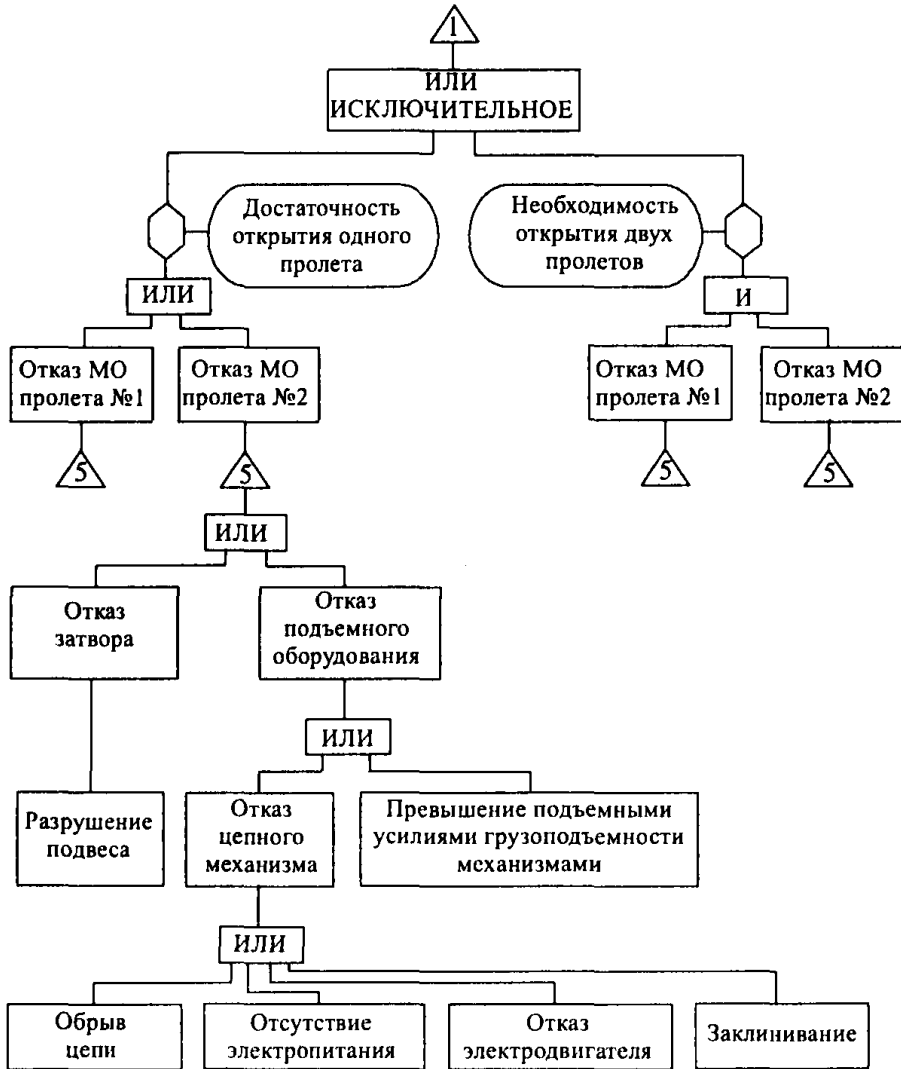 1
ИЛИ
ИСКЛЮЧИТЕЛЬНОЕ
Достаточность
открытия одного
пролета
Необходимость
открытия двух
пролетов
ИЛИ
И
Отказ МО
пролета №1
Отказ МО
пролета №2
Отказ МО
пролета №1
Отказ МО
пролета №2
5
5
5
5
ИЛИ
Отказ
затвора
Отказ
подъемного
оборудования
ИЛИ
Разрушение
подвеса
Отказ
цепного
механизма
Превышение подъемными
усилиями грузоподъемности
механизмами
ИЛИ
Обрыв
цепи
Отсутствие
электропитания
Отказ
электродвигателя
Заклинивание